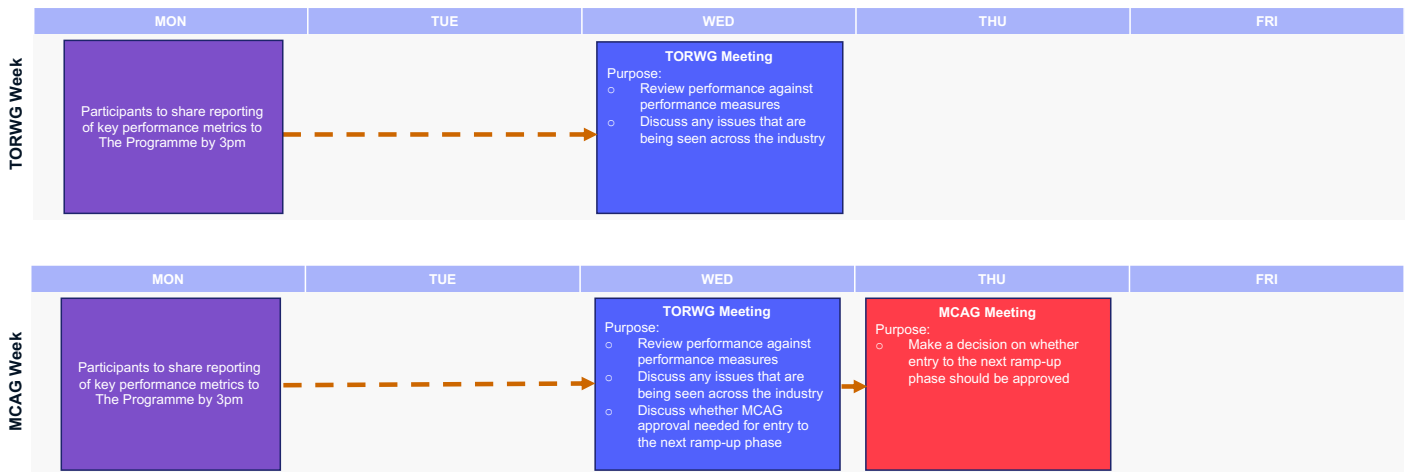 MON TUE WED THU FRI
TORWG Week
Participants to share reporting
of key performance metrics to
The Programme by 3pm
TORWG Meeting
Purpose:
o Review performance against
performance measures
o Discuss any issues that are
being seen across the industry
MON TUE WED THU FRI
MCAG Week
Participants to share reporting
of key performance metrics to
The Programme by 3pm
TORWG Meeting
Purpose:
o Review performance against
performance measures
o Discuss any issues that are
being seen across the industry
o Discuss whether MCAG
approval needed for entry to
the next ramp-up phase
MCAG Meeting
Purpose:
o Make a decision on whether
entry to the next ramp-up
phase should be approved